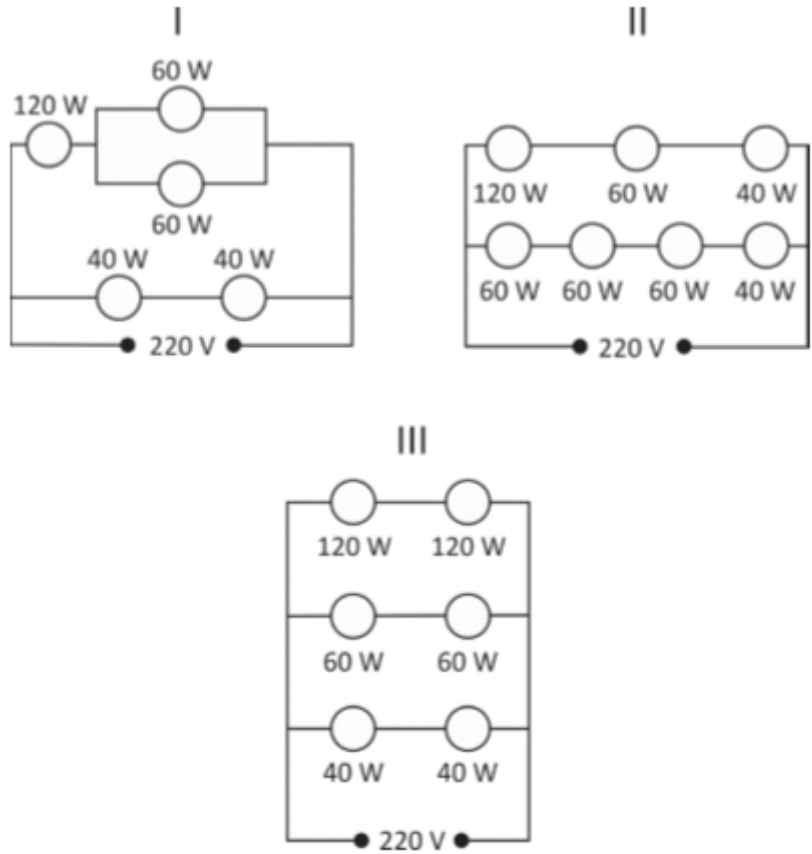 I
60 W
120 W
60 W
40 W 40 W
220 V
II
120 W 60 W 40 W
60 W 60 W 60 W 40 W
220 V
III
120 W 120 W
60 W 60 W
40 W 40 W
220 V